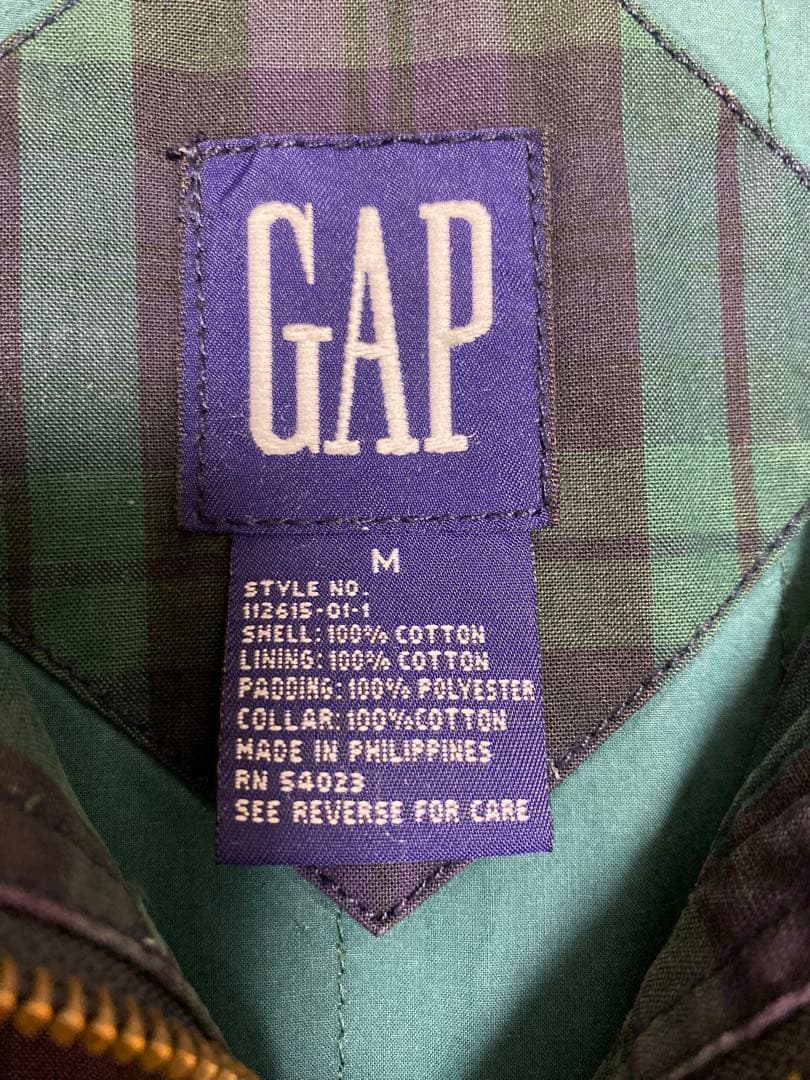 GAP
M
STYLE NO.
112615-01-1
SHELL: 100% COTTON
LINING: 100% COTTON
PADDING: 100% POLYESTER
COLLAR: 100% COTTON
MADE IN PHILIPPINES
RN 54023
SEE REVERSE FOR CARE